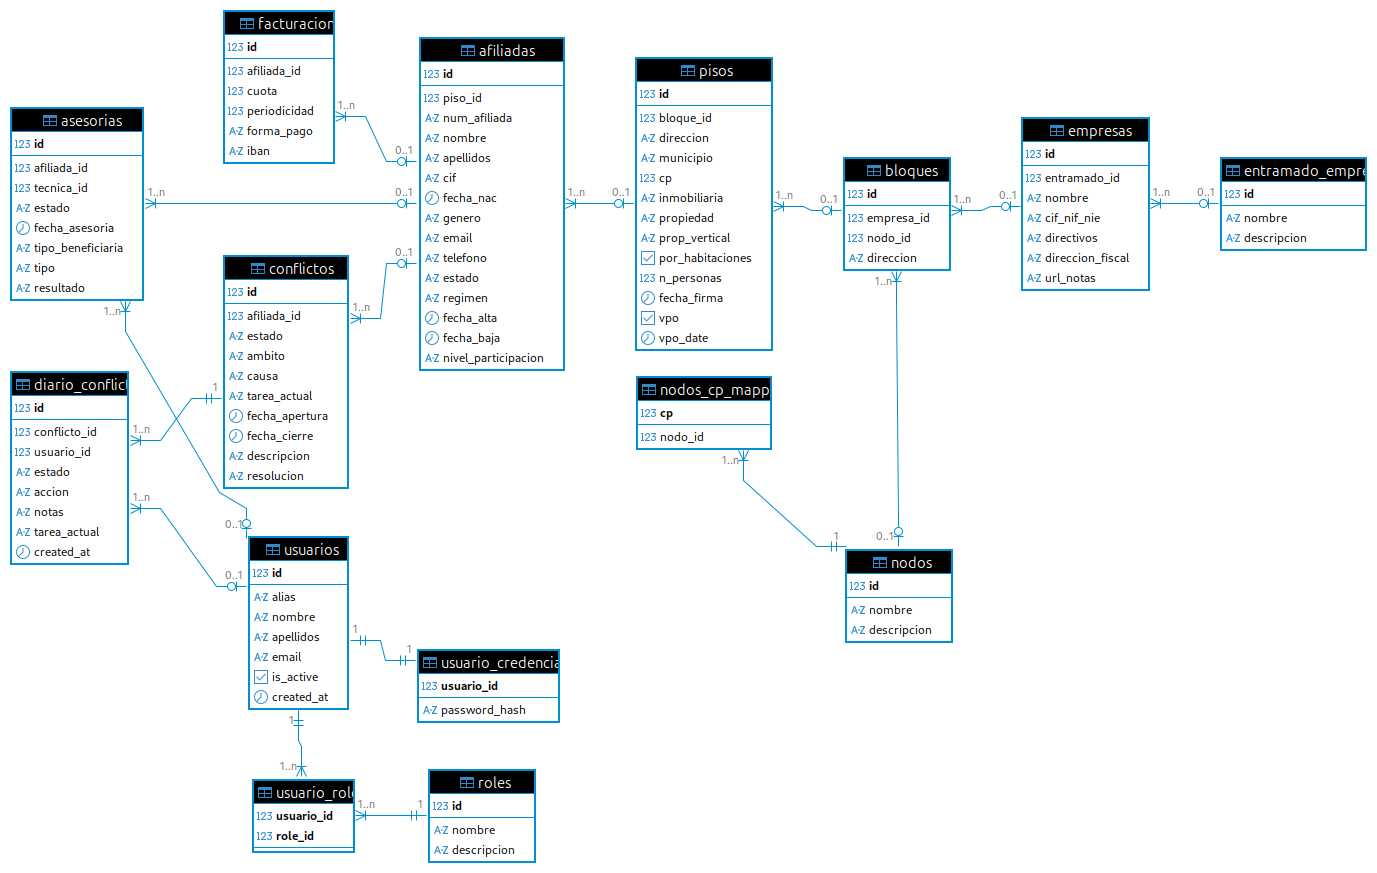 facturacion
123 id
123 afiliada_id
123 cuota
123 periodicidad
A-Z forma_pago
A-Z iban
1..n
0..1
afiliadas
123 id
123 piso_id
A-Z num_afiliada
A-Z nombre
A-Z apellidos
A-Z cif
fecha_nac
A-Z genero
A-Z email
A-Z telefono
A-Z estado
A-Z regimen
fecha_alta
fecha_baja
A-Z nivel_participacion
1..n
0..1
pisos
123 id
123 bloque_id
A-Z direccion
A-Z municipio
123 cp
A-Z inmobiliaria
A-Z propiedad
A-Z prop_vertical
por_habitaciones
123 n_personas
fecha_firma
vpo
vpo_date
1..n
0..1
bloques
123 id
123 empresa_id
123 nodo_id
A-Z direccion
1..n
0..1
empresas
123 id
123 entramado_id
A-Z nombre
A-Z cif_nif_nie
A-Z directivos
A-Z direccion_fiscal
A-Z url_notas
1..n
0..1
entramado_empre
123 id
A-Z nombre
A-Z descripcion
asesorias
123 id
123 afiliada_id
123 tecnica_id
A-Z estado
fecha_asesoria
A-Z tipo_beneficiaria
A-Z tipo
A-Z resultado
1..n
0..1
1..n
0..1
conflictos
123 id
123 afiliada_id
A-Z estado
A-Z ambito
A-Z causa
A-Z tarea_actual
fecha_apertura
fecha_cierre
A-Z descripcion
A-Z resolucion
1..n
0..1
diario_conflic
123 id
123 conflicto_id
123 usuario_id
A-Z estado
A-Z accion
A-Z notas
A-Z tarea_actual
created_at
1
1..n
1..n
0..1
nodos_cp_mapp
123 cp
123 nodo_id
1..n
1
1..n
0..1
nodos
123 id
A-Z nombre
A-Z descripcion
usuarios
123 id
A-Z alias
A-Z nombre
A-Z apellidos
A-Z email
is_active
created_at
1
1
usuario_credencia
123 usuario_id
A-Z password_hash
1
1..n
usuario_role
123 usuario_id
123 role_id
1..n
1
roles
123 id
A-Z nombre
A-Z descripcion